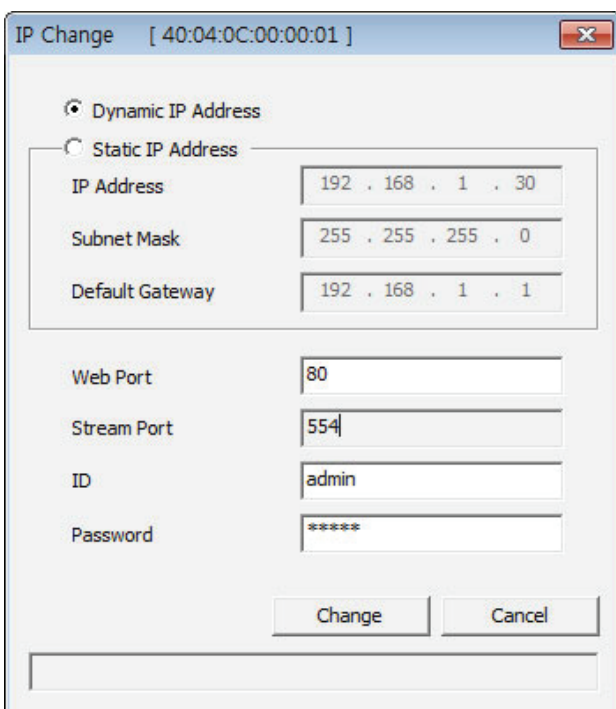 IP Change [ 40:04:0C:00:00:01 ]
Dynamic IP Address
Static IP Address
IP Address 192 . 168 . 1 . 30
Subnet Mask 255 . 255 . 255 . 0
Default Gateway 192 . 168 . 1 . 1
Web Port 80
Stream Port 554
ID admin
Password *****
Change Cancel